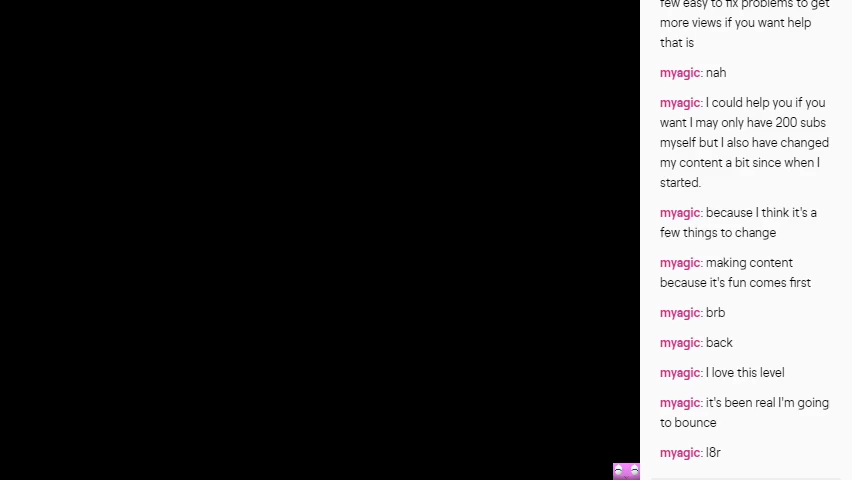 few easy to fix problems to get
more views if you want help
that is
myagic: nah
myagic: I could help you if you
want I may only have 200 subs
myself but I also have changed
my content a bit since when I
started.
myagic: because I think it's a
few things to change
myagic: making content
because it's fun comes first
myagic: brb
myagic: back
myagic: I love this level
myagic: it's been real I'm going
to bounce
myagic: l8r